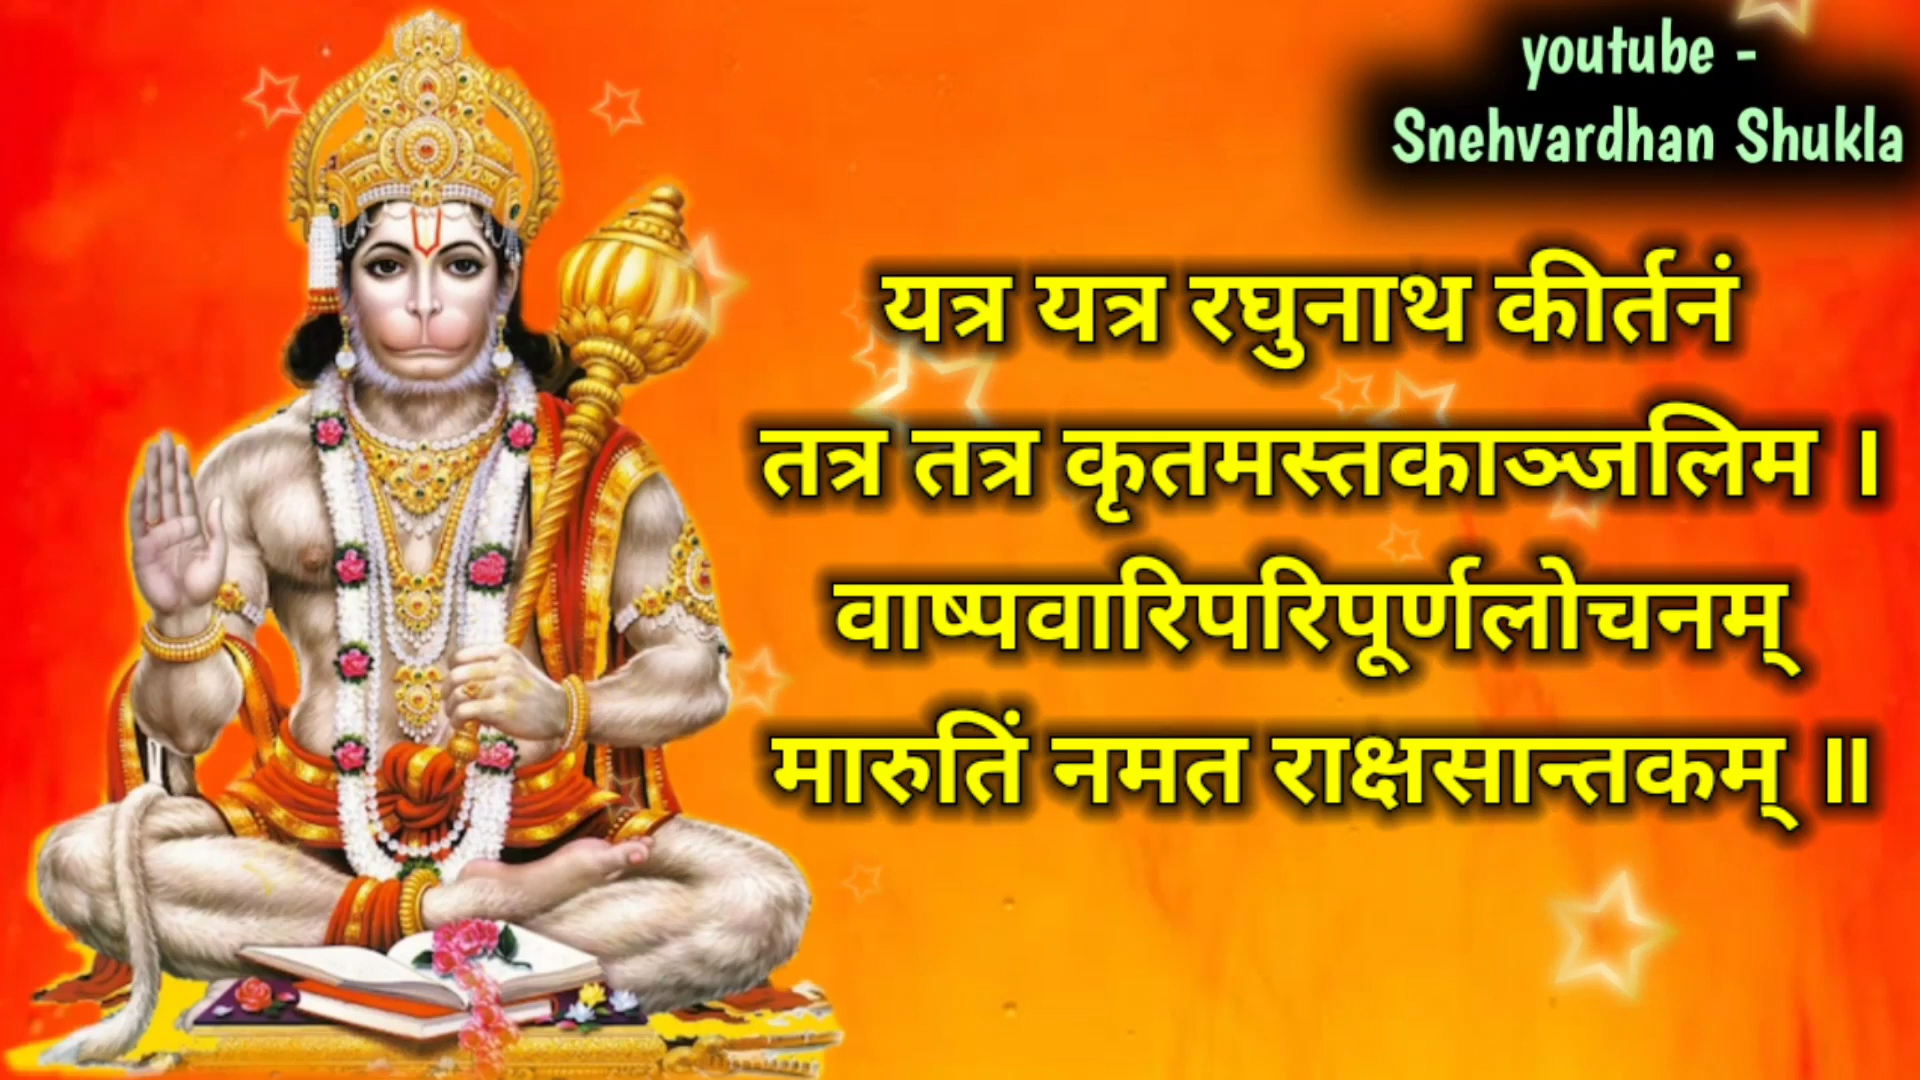 youtube -
Snehvardhan Shukla
यत्र यत्र रघुनाथ कीर्तनं
तत्र तत्र कृतमस्तकाञ्जलिम ।
वाष्पवारिपरिपूर्णलोचनम्
मारुतिं नमत राक्षसान्तकम् ॥